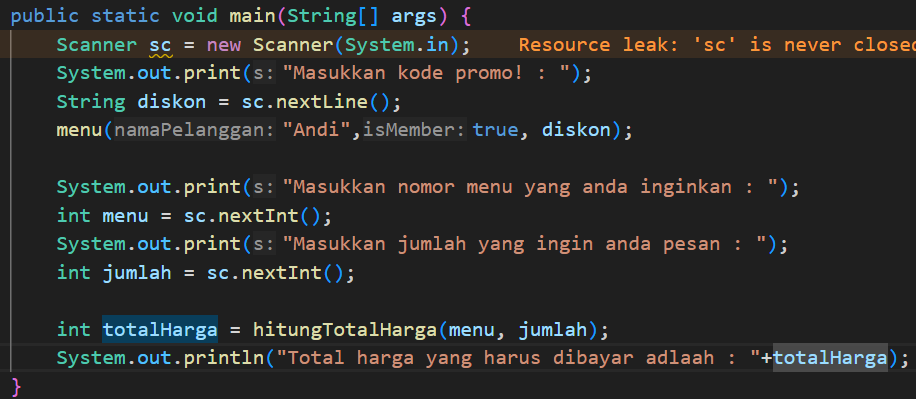 public static void main(String[] args) {
Scanner sc = new Scanner(System.in);    Resource leak: 'sc' is never closed
System.out.print(s: "Masukkan kode promo! : ");
String diskon = sc.nextLine();
menu(namaPelanggan: "Andi",isMember: true, diskon);
System.out.print(s: "Masukkan nomor menu yang anda inginkan : ");
int menu = sc.nextInt();
System.out.print(s: "Masukkan jumlah yang ingin anda pesan : ");
int jumlah = sc.nextInt();
int totalHarga = hitungTotalHarga(menu, jumlah);
System.out.println("Total harga yang harus dibayar adlaah : "+totalHarga);
}